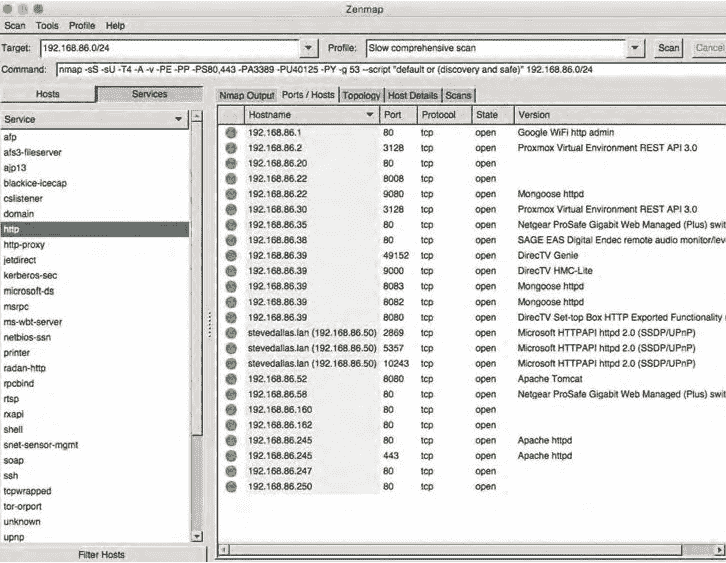 Zenmap
Scan Tools Profile Help
Target: 192.168.86.0/24 Profile: Slow comprehensive scan Scan Cancel
Command: nmap -sS -sU -T4 -A -v -PE -PP -PS80,443 -PA3389 -PU40125 -PY -g 53 --script "default or (discovery and safe)" 192.168.86.0/24
Hosts Services
Nmap Output Ports / Hosts Topology Host Details Scans
Service
afp
afs3-fileserver
ajp13
blackice-icecap
cslistener
domain
http
http-proxy
jetdirect
kerberos-sec
microsoft-ds
msrpc
ms-wbt-server
netbios-ssn
printer
radan-http
rpcbind
rtsp
rxapi
shell
snet-sensor-mgmt
soap
ssh
tcpwrapped
tor-orport
unknown
upnp
Filter Hosts
Hostname Port Protocol State Version
192.168.86.1 80 tcp open Google WiFi http admin
192.168.86.2 3128 tcp open Proxmox Virtual Environment REST API 3.0
192.168.86.20 80 tcp open
192.168.86.22 8008 tcp open
192.168.86.22 9080 tcp open Mongoose httpd
192.168.86.30 3128 tcp open Proxmox Virtual Environment REST API 3.0
192.168.86.35 80 tcp open Netgear ProSafe Gigabit Web Managed (Plus) swit
192.168.86.38 80 tcp open SAGE EAS Digital Endec remote audio monitor/lev
192.168.86.39 49152 tcp open DirecTV Genie
192.168.86.39 9000 tcp open DirecTV HMC-Lite
192.168.86.39 8083 tcp open Mongoose httpd
192.168.86.39 8082 tcp open Mongoose httpd
192.168.86.39 8080 tcp open DirecTV Set-top Box HTTP Exported Functionality (
stevedallas.lan (192.168.86.50) 2869 tcp open Microsoft HTTPAPI httpd 2.0 (SSDP/UPnP)
stevedallas.lan (192.168.86.50) 5357 tcp open Microsoft HTTPAPI httpd 2.0 (SSDP/UPnP)
stevedallas.lan (192.168.86.50) 10243 tcp open Microsoft HTTPAPI httpd 2.0 (SSDP/UPnP)
192.168.86.52 8080 tcp open Apache Tomcat
192.168.86.58 80 tcp open Netgear ProSafe Gigabit Web Managed (Plus) swit
192.168.86.160 80 tcp open
192.168.86.162 80 tcp open
192.168.86.245 80 tcp open Apache httpd
192.168.86.245 443 tcp open Apache httpd
192.168.86.247 80 tcp open
192.168.86.250 80 tcp open